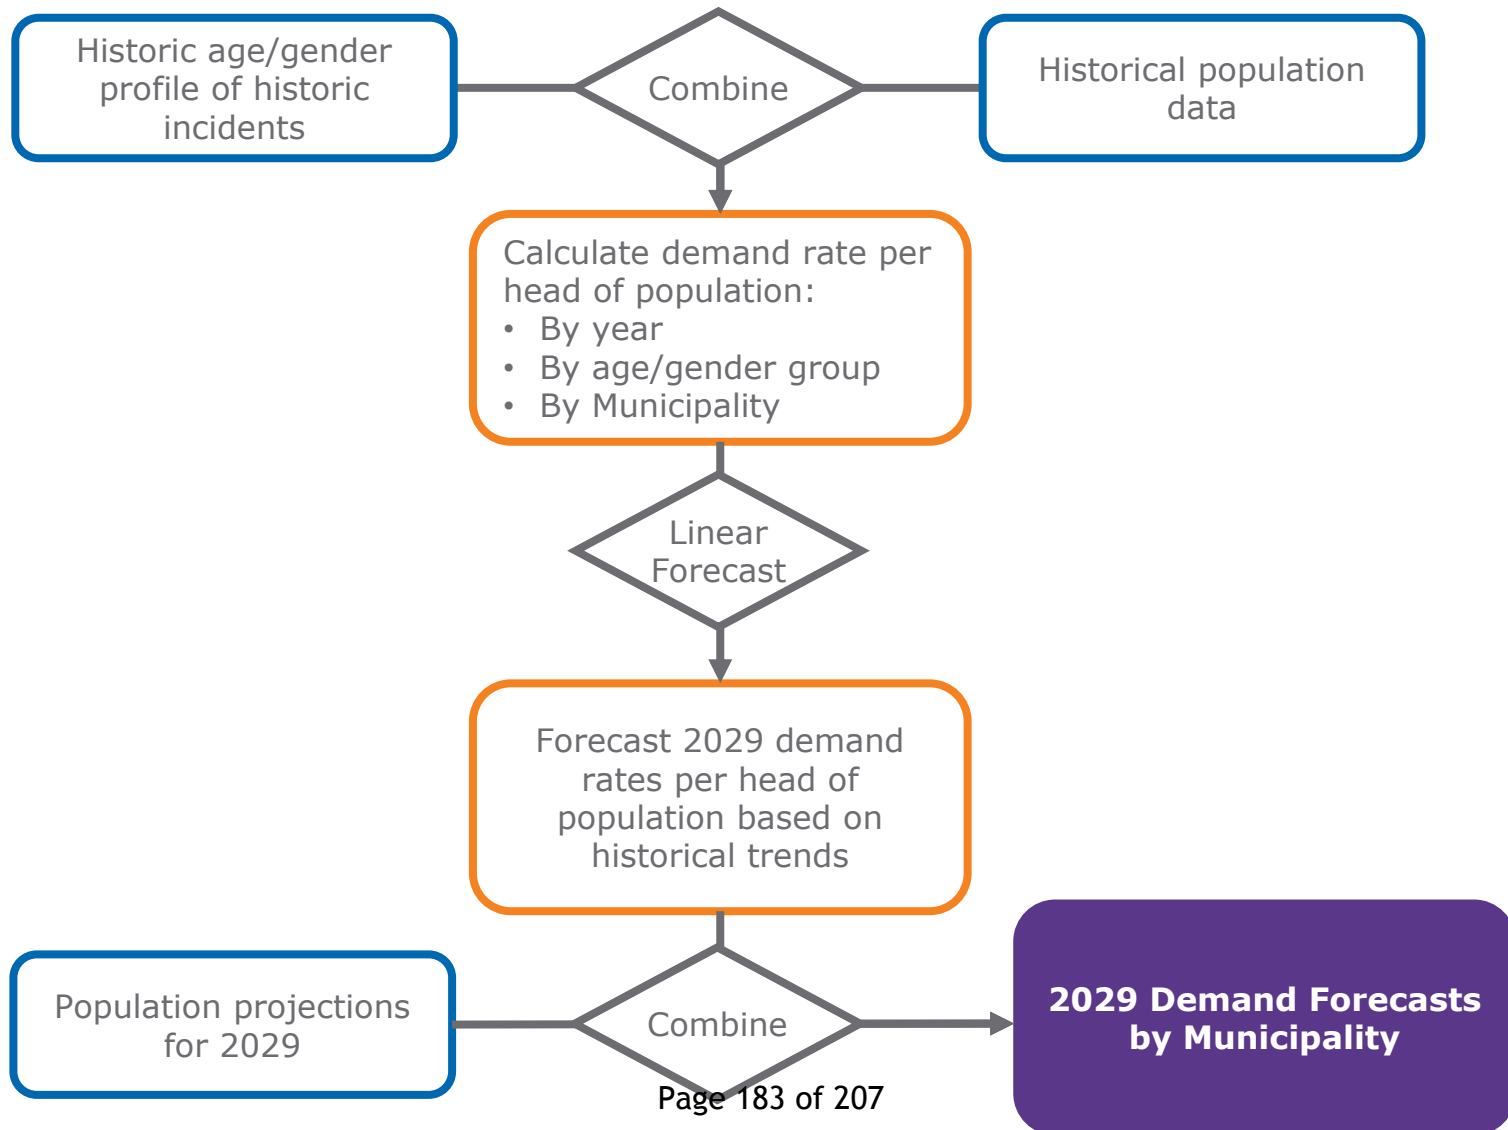 Historic age/gender
profile of historic
incidents
Combine
Historical population
data
Calculate demand rate per
head of population:
• By year
• By age/gender group
• By Municipality
Linear
Forecast
Forecast 2029 demand
rates per head of
population based on
historical trends
Population projections
for 2029
Combine
2029 Demand Forecasts
by Municipality
Page 183 of 207